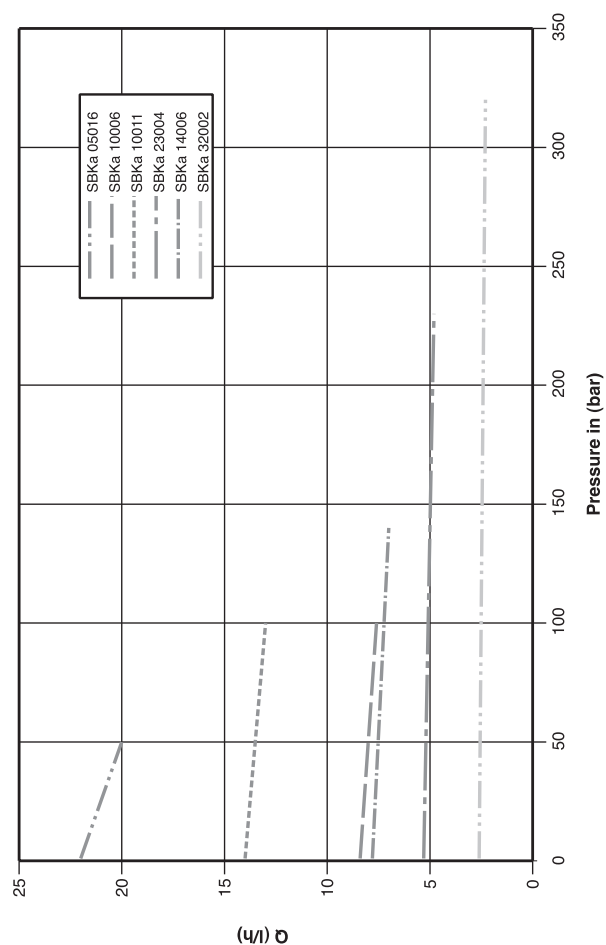 Q (l/h)
25
20
15
10
5
0
SBKa 05016
SBKa 10006
SBKa 10011
SBKa 23004
SBKa 14006
SBKa 32002
0
50
100
150
200
250
300
350
Pressure in (bar)